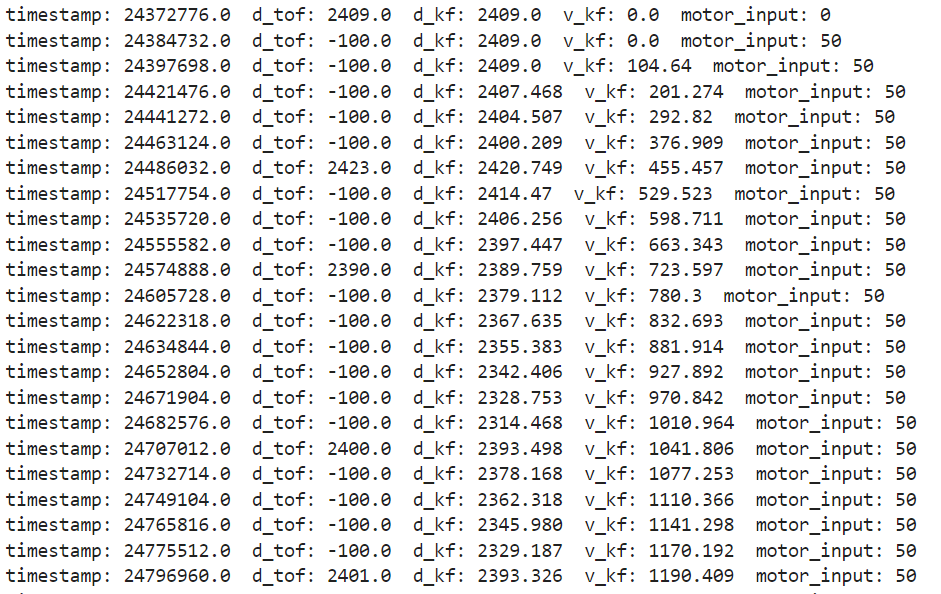 timestamp: 24372776.0 d_tof: 2409.0 d_kf: 2409.0 v_kf: 0.0 motor_input: 0
timestamp: 24384732.0 d_tof: -100.0 d_kf: 2409.0 v_kf: 0.0 motor_input: 50
timestamp: 24397698.0 d_tof: -100.0 d_kf: 2409.0 v_kf: 104.64 motor_input: 50
timestamp: 24421476.0 d_tof: -100.0 d_kf: 2407.468 v_kf: 201.274 motor_input: 50
timestamp: 24441272.0 d_tof: -100.0 d_kf: 2404.507 v_kf: 292.82 motor_input: 50
timestamp: 24463124.0 d_tof: -100.0 d_kf: 2400.209 v_kf: 376.909 motor_input: 50
timestamp: 24486032.0 d_tof: 2423.0 d_kf: 2420.749 v_kf: 455.457 motor_input: 50
timestamp: 24517754.0 d_tof: -100.0 d_kf: 2414.47 v_kf: 529.523 motor_input: 50
timestamp: 24535720.0 d_tof: -100.0 d_kf: 2406.256 v_kf: 598.711 motor_input: 50
timestamp: 24555582.0 d_tof: -100.0 d_kf: 2397.447 v_kf: 663.343 motor_input: 50
timestamp: 24574888.0 d_tof: 2390.0 d_kf: 2389.759 v_kf: 723.597 motor_input: 50
timestamp: 24605728.0 d_tof: -100.0 d_kf: 2379.112 v_kf: 780.3 motor_input: 50
timestamp: 24622318.0 d_tof: -100.0 d_kf: 2367.635 v_kf: 832.693 motor_input: 50
timestamp: 24634844.0 d_tof: -100.0 d_kf: 2355.383 v_kf: 881.914 motor_input: 50
timestamp: 24652804.0 d_tof: -100.0 d_kf: 2342.406 v_kf: 927.892 motor_input: 50
timestamp: 24671904.0 d_tof: -100.0 d_kf: 2328.753 v_kf: 970.842 motor_input: 50
timestamp: 24682576.0 d_tof: -100.0 d_kf: 2314.468 v_kf: 1010.964 motor_input: 50
timestamp: 24707012.0 d_tof: 2400.0 d_kf: 2393.498 v_kf: 1041.806 motor_input: 50
timestamp: 24732714.0 d_tof: -100.0 d_kf: 2378.168 v_kf: 1077.253 motor_input: 50
timestamp: 24749104.0 d_tof: -100.0 d_kf: 2362.318 v_kf: 1110.366 motor_input: 50
timestamp: 24765816.0 d_tof: -100.0 d_kf: 2345.980 v_kf: 1141.298 motor_input: 50
timestamp: 24775512.0 d_tof: -100.0 d_kf: 2329.187 v_kf: 1170.192 motor_input: 50
timestamp: 24796960.0 d_tof: 2401.0 d_kf: 2393.326 v_kf: 1190.409 motor_input: 50